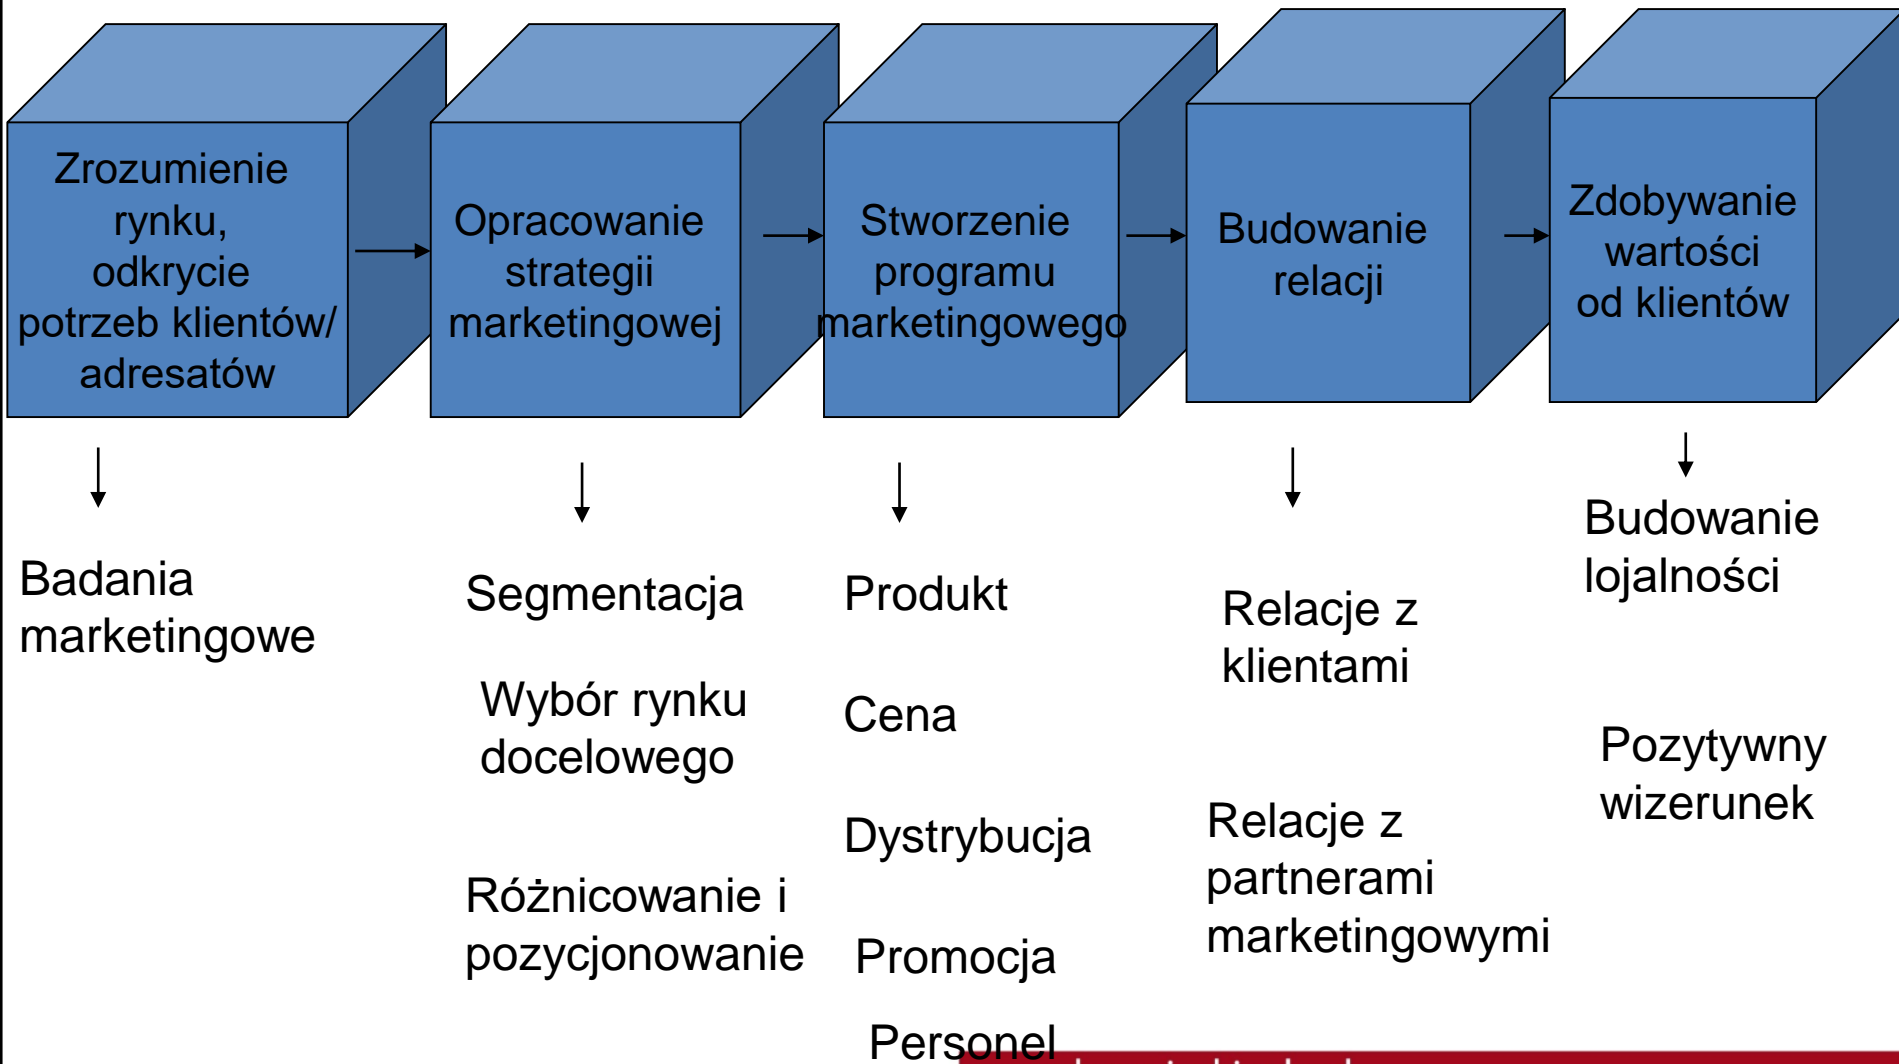 Zrozumienie
rynku,
odkrycie
potrzeb klientów/
adresatów
Opracowanie
strategii
marketingowej
Stworzenie
programu
marketingowego
Budowanie
relacji
Zdobywanie
wartości
od klientów
Badania
marketingowe
Segmentacja
Wybór rynku
docelowego
Różnicowanie i
pozycjonowanie
Produkt
Cena
Dystrybucja
Promocja
Personel
Relacje z
klientami
Relacje z
partnerami
marketingowymi
Budowanie
lojalności
Pozytywny
wizerunek